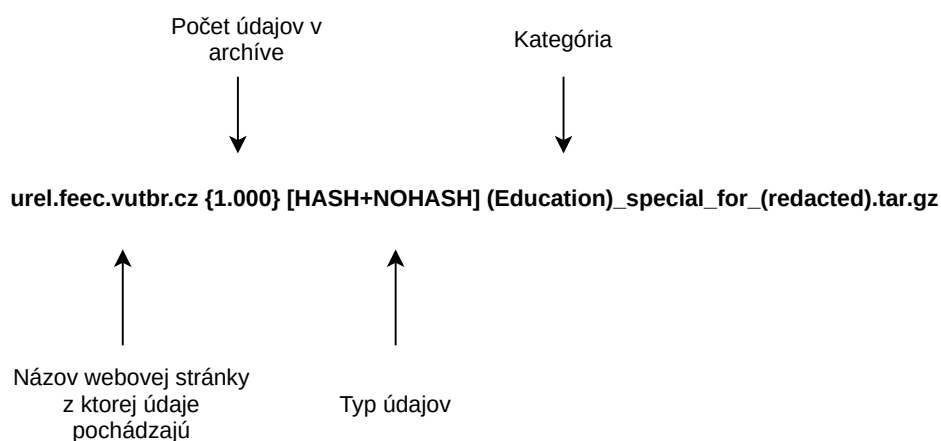 Počet údajov v
archíve
Kategória
urel.feec.vutbr.cz {1.000} [HASH+NOHASH] (Education)_special_for_(redacted).tar.gz
Názov webovej stránky
z ktorej údaje
pochádzajú
Typ údajov